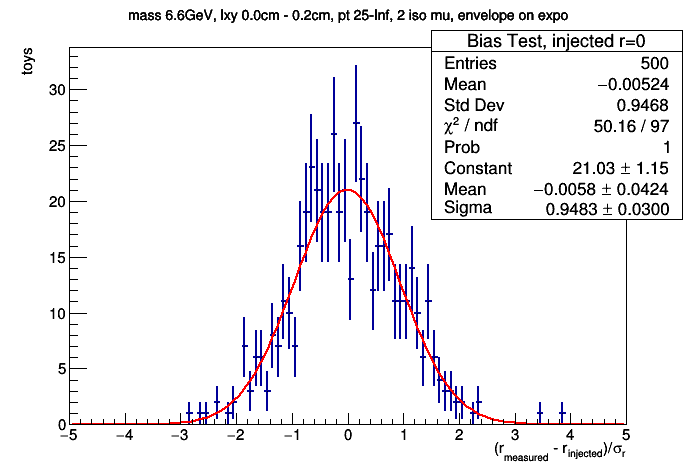 mass 6.6GeV, lxy 0.0cm - 0.2cm, pt 25-Inf, 2 iso mu, envelope on expo
Bias Test, injected r=0
Entries 500
Mean −0.00524
Std Dev 0.9468
χ² / ndf 50.16 / 97
Prob 1
Constant 21.03 ± 1.15
Mean −0.0058 ± 0.0424
Sigma 0.9483 ± 0.0300
toys
30
25
20
15
10
5
0
−5 −4 −3 −2 −1 0 1 2 3 4 5
(r_measured - r_injected)/σ_r